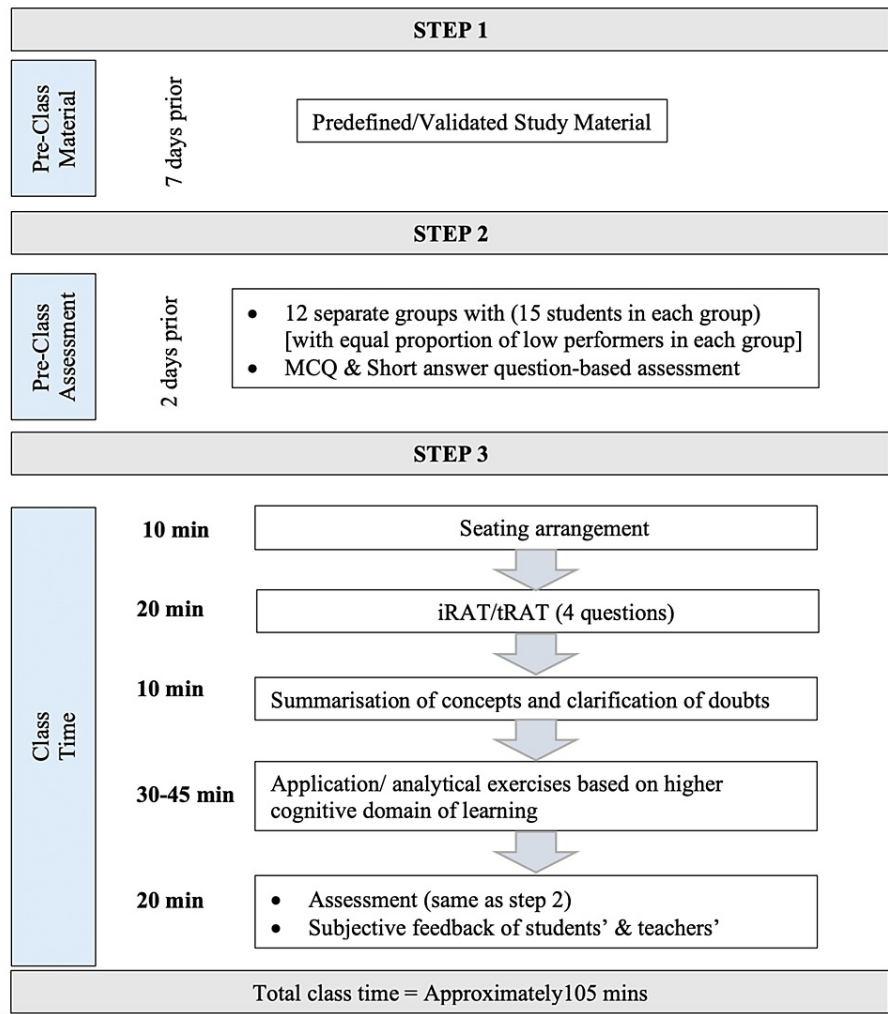 STEP 1
Pre-Class
Material
7 days prior
Predefined/Validated Study Material
STEP 2
Pre-Class
Assessment
2 days prior
• 12 separate groups with (15 students in each group)
[with equal proportion of low performers in each group]
• MCQ & Short answer question-based assessment
STEP 3
Class
Time
10 min
Seating arrangement
20 min
iRAT/tRAT (4 questions)
10 min
Summarisation of concepts and clarification of doubts
30-45 min
Application/ analytical exercises based on higher
cognitive domain of learning
20 min
• Assessment (same as step 2)
• Subjective feedback of students’ & teachers’
Total class time = Approximately105 mins